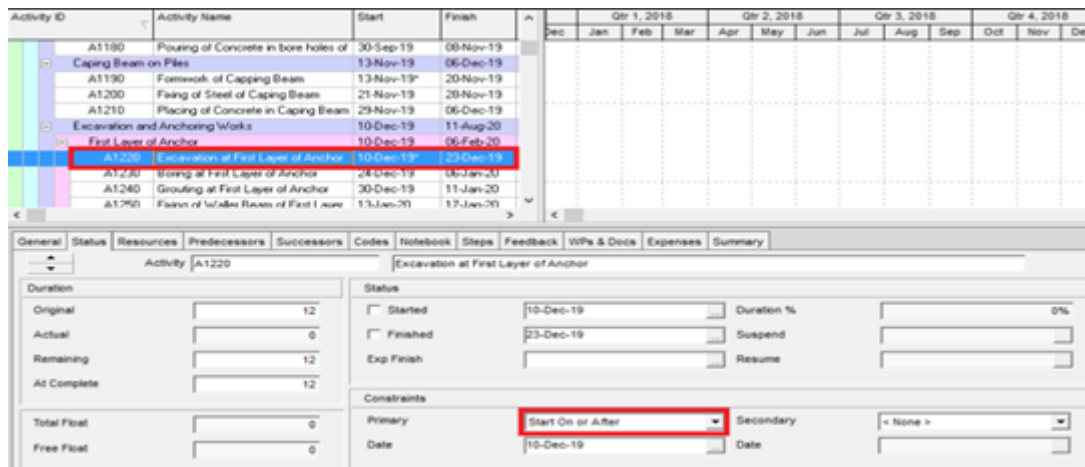 Activity ID Activity Name Start Finish Qtr 1, 2018 Qtr 2, 2018 Qtr 3, 2018 Qtr 4, 2018
Dec Jan Feb Mar Apr May Jun Jul Aug Sep Oct Nov De
A1180 Pouring of Concrete in bore holes of 30-Sep-19 08-Nov-19
Caping Beam on Piles 13-Nov-19 06-Dec-19
A1190 Formwork of Capping Beam 13-Nov-19* 20-Nov-19
A1200 Fixing of Steel of Caping Beam 21-Nov-19 28-Nov-19
A1210 Placing of Concrete in Caping Beam 29-Nov-19 06-Dec-19
Excavation and Anchoring Works 10-Dec-19 11-Aug-20
First Layer of Anchor 10-Dec-19 06-Feb-20
A1220 Excavation at First Layer of Anchor 10-Dec-19* 23-Dec-19
A1230 Boring at First Layer of Anchor 24-Dec-19 06-Jan-20
A1240 Grouting at First Layer of Anchor 30-Dec-19 11-Jan-20
A1250 Fixing of Waller Beam of First Layer 13-Jan-20 17-Jan-20
General Status Resources Predecessors Successors Codes Notebook Steps Feedback WPs & Docs Expenses Summary
Activity A1220 Excavation at First Layer of Anchor
Duration Status
Original 12 Started 10-Dec-19 Duration % 0%
Actual 0 Finished 23-Dec-19 Suspend
Remaining 12 Exp Finish Resume
At Complete 12
Constraints
Total Float 0 Primary Start On or After Secondary < None >
Free Float 0 Date 10-Dec-19 Date